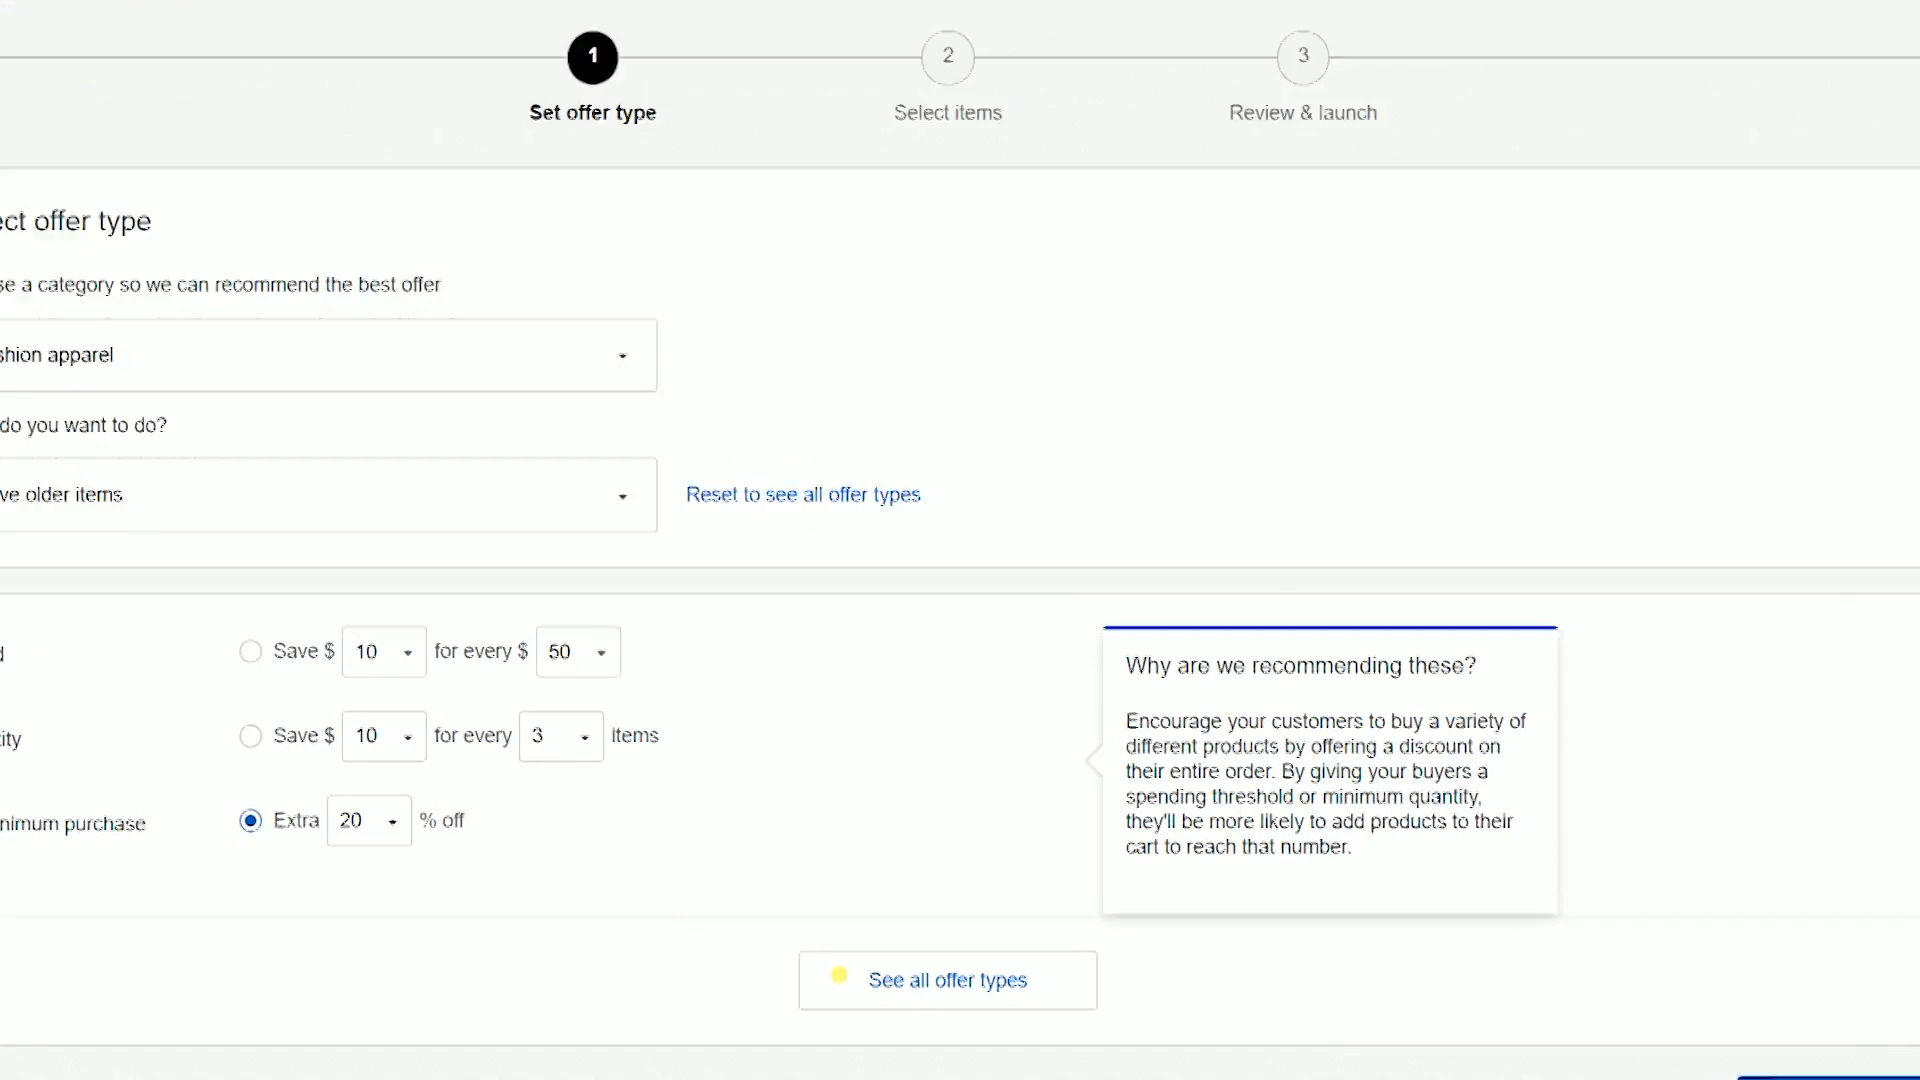 1
2
3
Set offer type
Select items
Review & launch
ect offer type
se a category so we can recommend the best offer
shion apparel
do you want to do?
ve older items
Reset to see all offer types
d
Save $ 10 for every $ 50
ity
Save $ 10 for every 3 Items
nimum purchase
Extra 20 % off
Why are we recommending these?
Encourage your customers to buy a variety of
different products by offering a discount on
their entire order. By giving your buyers a
spending threshold or minimum quantity,
they'll be more likely to add products to their
cart to reach that number.
See all offer types